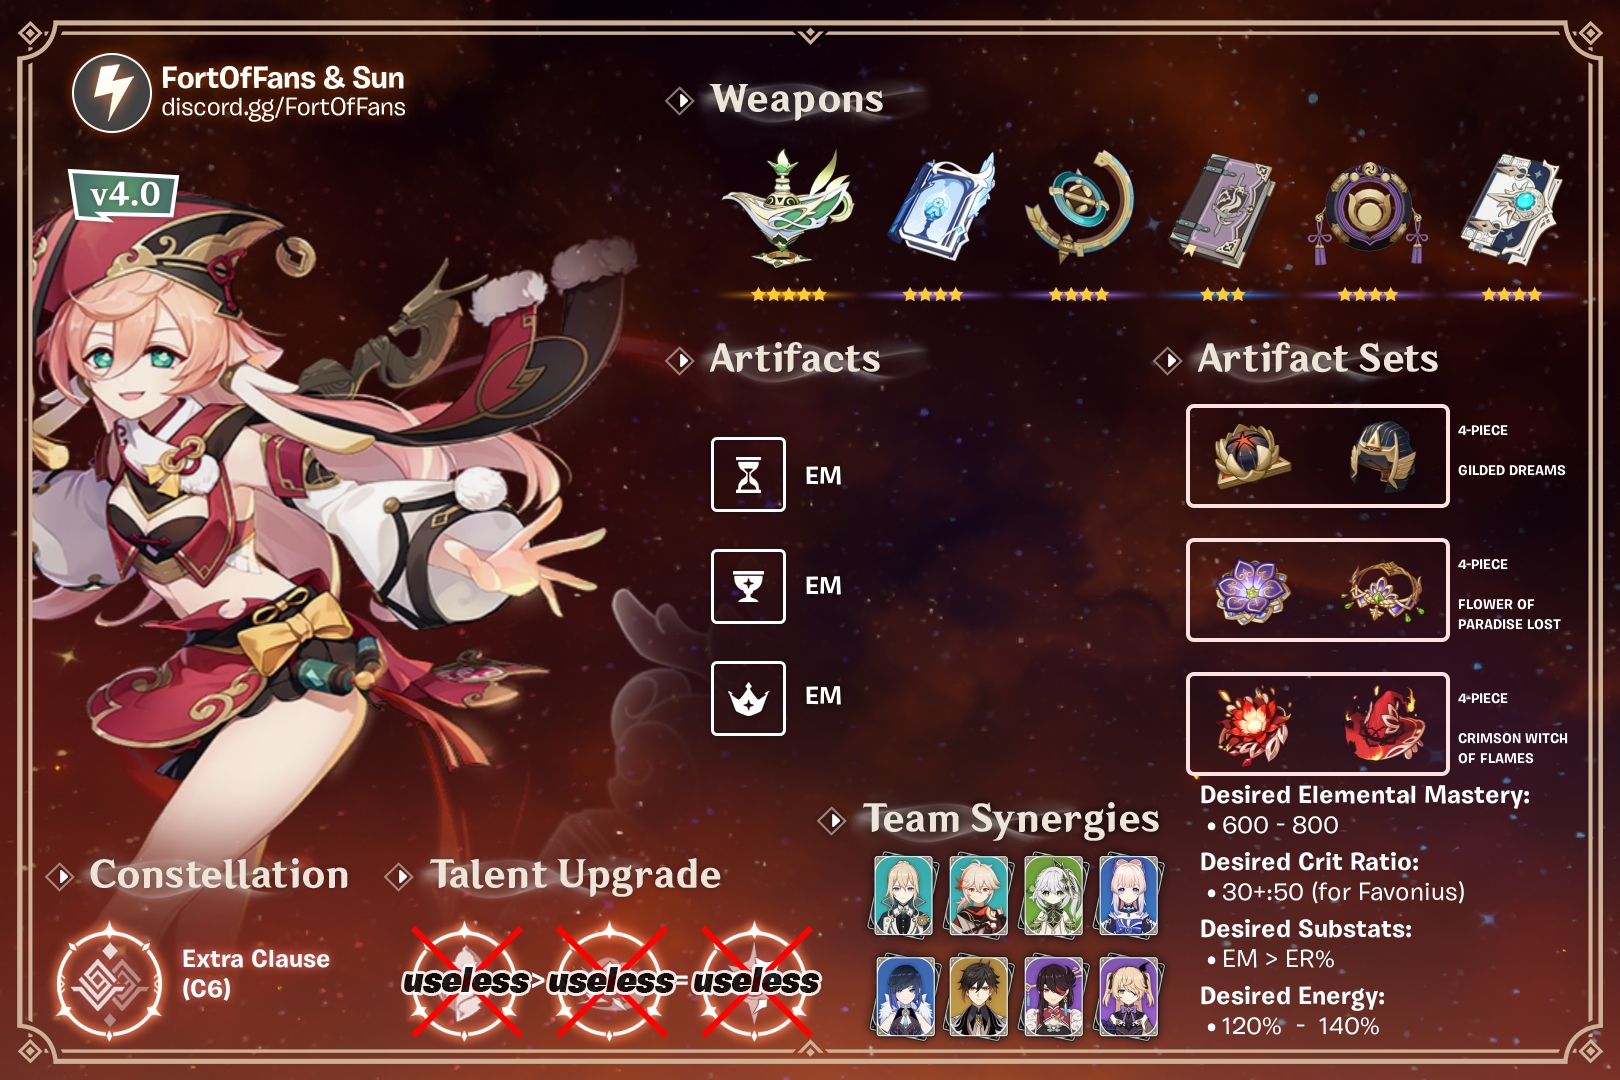 FortOfFans & Sun
discord.gg/FortOfFans
v4.0
Weapons
Artifacts
EM
EM
EM
Artifact Sets
4-PIECE
GILDED DREAMS
4-PIECE
FLOWER OF
PARADISE LOST
4-PIECE
CRIMSON WITCH
OF FLAMES
Constellation
Extra Clause
(C6)
Talent Upgrade
useless>useless=useless
Team Synergies
Desired Elemental Mastery:
• 600 - 800
Desired Crit Ratio:
• 30+:50 (for Favonius)
Desired Substats:
• EM > ER%
Desired Energy:
• 120% - 140%